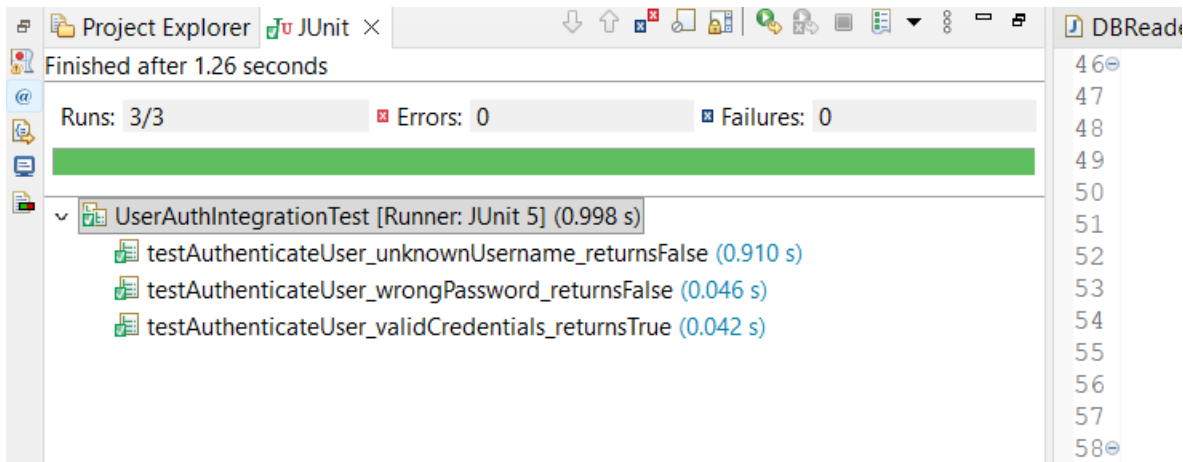 Project Explorer JUnit
Finished after 1.26 seconds
Runs: 3/3 Errors: 0 Failures: 0
UserAuthIntegrationTest [Runner: JUnit 5] (0.998 s)
testAuthenticateUser_unknownUsername_returnsFalse (0.910 s)
testAuthenticateUser_wrongPassword_returnsFalse (0.046 s)
testAuthenticateUser_validCredentials_returnsTrue (0.042 s)
DBReade
46
47
48
49
50
51
52
53
54
55
56
57
58